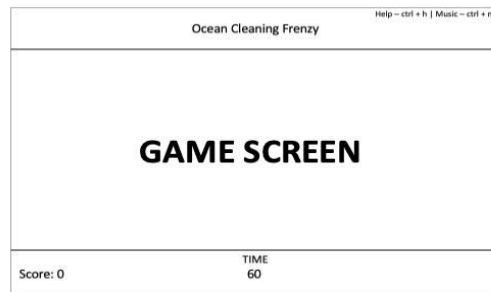 Help – ctrl + h | Music – ctrl +
Ocean Cleaning Frenzy
GAME SCREEN
TIME
Score: 0
60